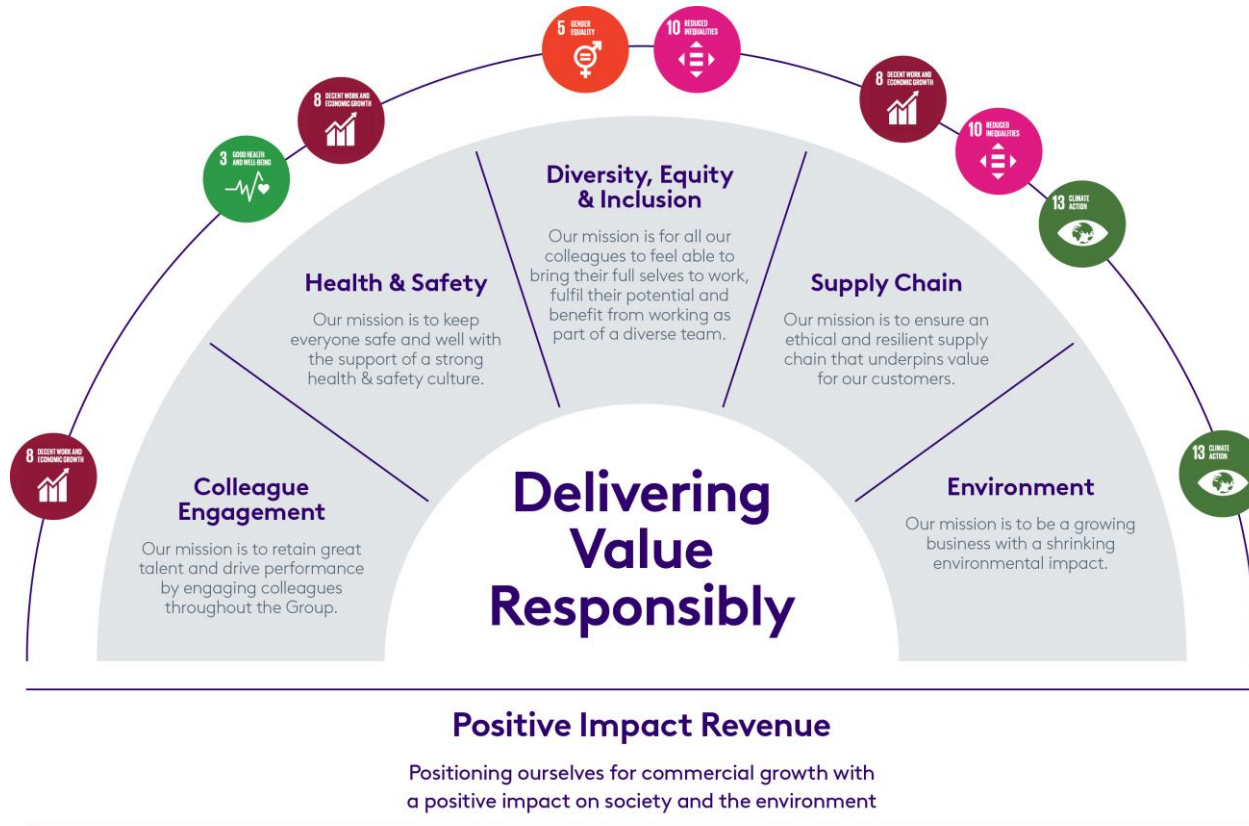 5 GENDER
EQUALITY
10 REDUCED
INEQUALITIES
8 DECENT WORK AND
ECONOMIC GROWTH
8 DECENT WORK AND
ECONOMIC GROWTH
10 REDUCED
INEQUALITIES
3 GOOD HEALTH
AND WELL-BEING
13 CLIMATE
ACTION
8 DECENT WORK AND
ECONOMIC GROWTH
13 CLIMATE
ACTION
Colleague
Engagement
Our mission is to retain great
talent and drive performance
by engaging colleagues
throughout the Group.
Health & Safety
Our mission is to keep
everyone safe and well with
the support of a strong
health & safety culture.
Diversity, Equity
& Inclusion
Our mission is for all our
colleagues to feel able to
bring their full selves to work,
fulfil their potential and
benefit from working as
part of a diverse team.
Supply Chain
Our mission is to ensure an
ethical and resilient supply
chain that underpins value
for our customers.
Environment
Our mission is to be a growing
business with a shrinking
environmental impact.
Delivering
Value
Responsibly
Positive Impact Revenue
Positioning ourselves for commercial growth with
a positive impact on society and the environment